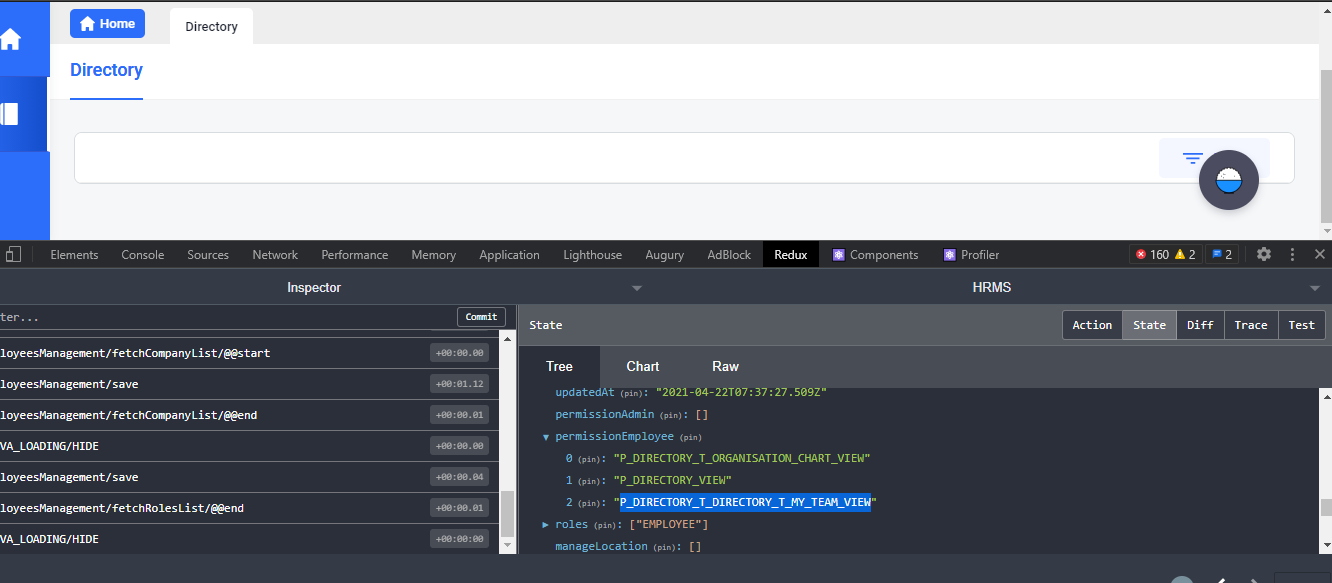 Home
Directory
Directory
Elements Console Sources Network Performance Memory Application Lighthouse Augury AdBlock Redux Components Profiler 160 2 2
Inspector HRMS
ter... Commit
State Action State Diff Trace Test
Tree Chart Raw
loyeesManagement/fetchCompanyList/@@start +00:00.00
loyeesManagement/save +00:01.12
loyeesManagement/fetchCompanyList/@@end +00:00.01
VA_LOADING/HIDE +00:00.00
loyeesManagement/save +00:00.04
loyeesManagement/fetchRolesList/@@end +00:00.01
VA_LOADING/HIDE +00:00:00
updatedAt (pin): "2021-04-22T07:37:27.509Z"
permissionAdmin (pin): []
permissionEmployee (pin)
0 (pin): "P_DIRECTORY_T_ORGANISATION_CHART_VIEW"
1 (pin): "P_DIRECTORY_VIEW"
2 (pin): "P_DIRECTORY_T_DIRECTORY_T_MY_TEAM_VIEW"
roles (pin): ["EMPLOYEE"]
manageLocation (pin): []